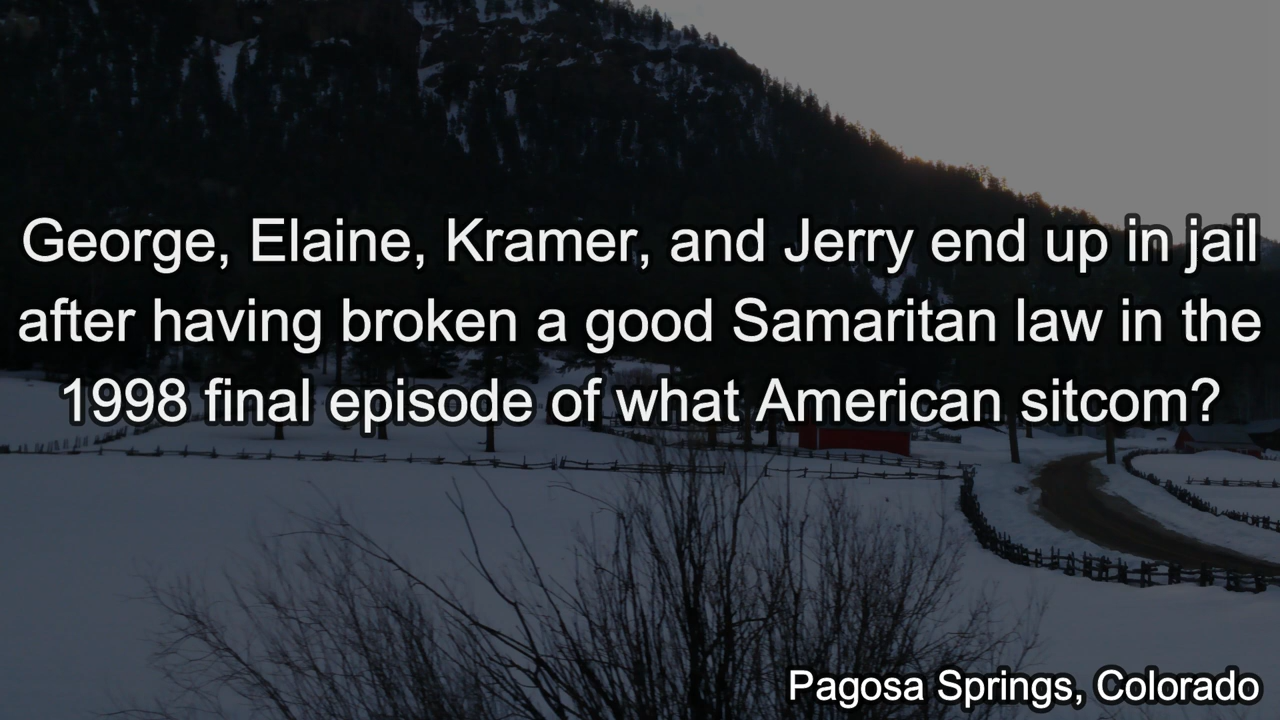 George, Elaine, Kramer, and Jerry end up in jail
after having broken a good Samaritan law in the
1998 final episode of what American sitcom?
Pagosa Springs, Colorado